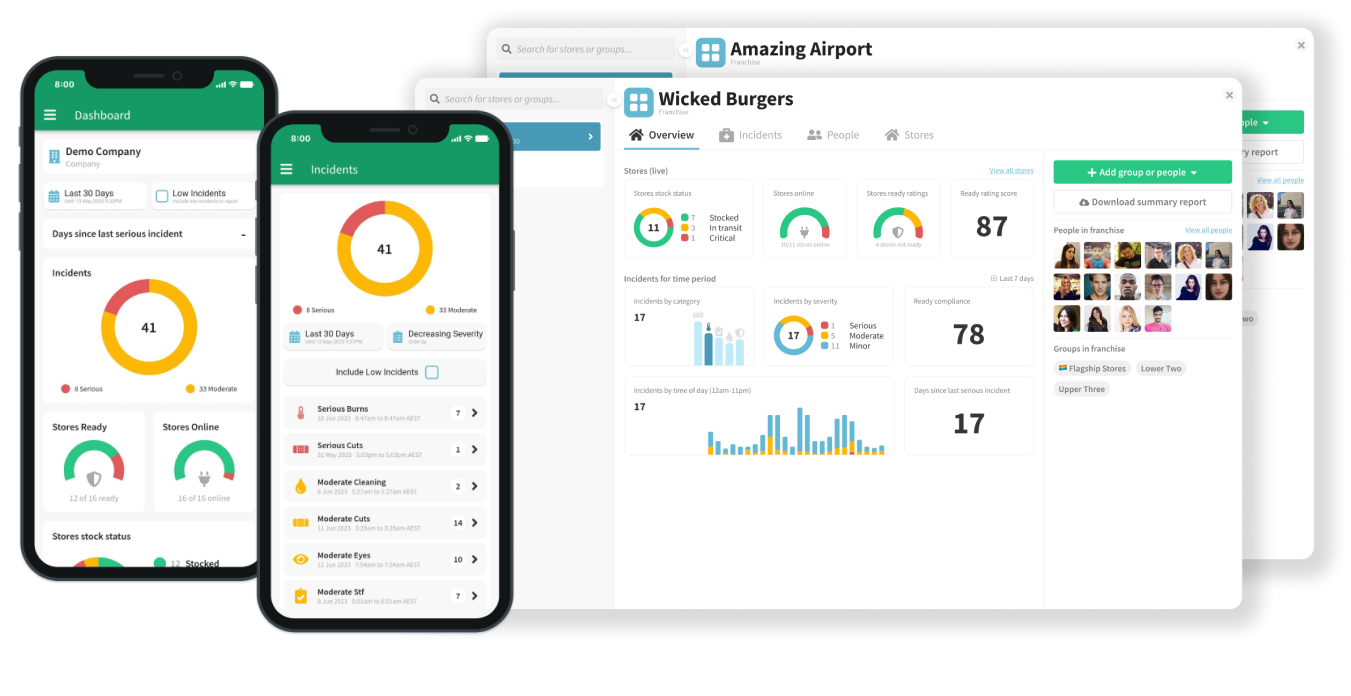 8:00
Dashboard
Demo Company
Company
Last 30 Days
Until 13 May 2023 9:33PM
Low Incidents
Include low incidents in report
Days since last serious incident -
Incidents
41
8 Serious
33 Moderate
Stores Ready
12 of 16 ready
Stores Online
16 of 16 online
Stores stock status
12 Stocked
8:00
Incidents
41
8 Serious
33 Moderate
Last 30 Days
Decreasing Severity
Order by
Include Low Incidents
Serious Burns
10 Jun 2023 8:47am to 8:47am AEST
7
Serious Cuts
31 May 2023 5:03pm to 5:03pm AEST
1
Moderate Cleaning
8 Jun 2023 5:27am to 5:27am AEST
2
Moderate Cuts
11 Jun 2023 3:29am to 3:29am AEST
14
Moderate Eyes
11 Jun 2023 7:54am to 7:54am AEST
10
Moderate Stf
8 Jun 2023 6:01am to 6:01am AEST
7
Search for stores or groups...
Amazing Airport
Franchise
ople
ry report
View all people
wo
Search for stores or groups...
Wicked Burgers
Franchise
Overview
Incidents
People
Stores
Stores (live)
View all stores
Stores stock status
11
7 Stocked
3 In transit
1 Critical
Stores online
10/11 stores online
Stores ready ratings
4 stores not ready
Ready rating score
87
Incidents for time period
Last 7 days
Incidents by category
17
Incidents by severity
17
1 Serious
5 Moderate
11 Minor
Ready compliance
78
Incidents by time of day (12am-11pm)
17
Days since last serious incident
17
Add group or people
Download summary report
People in franchise
View all people
Groups in franchise
Flagship Stores
Lower Two
Upper Three